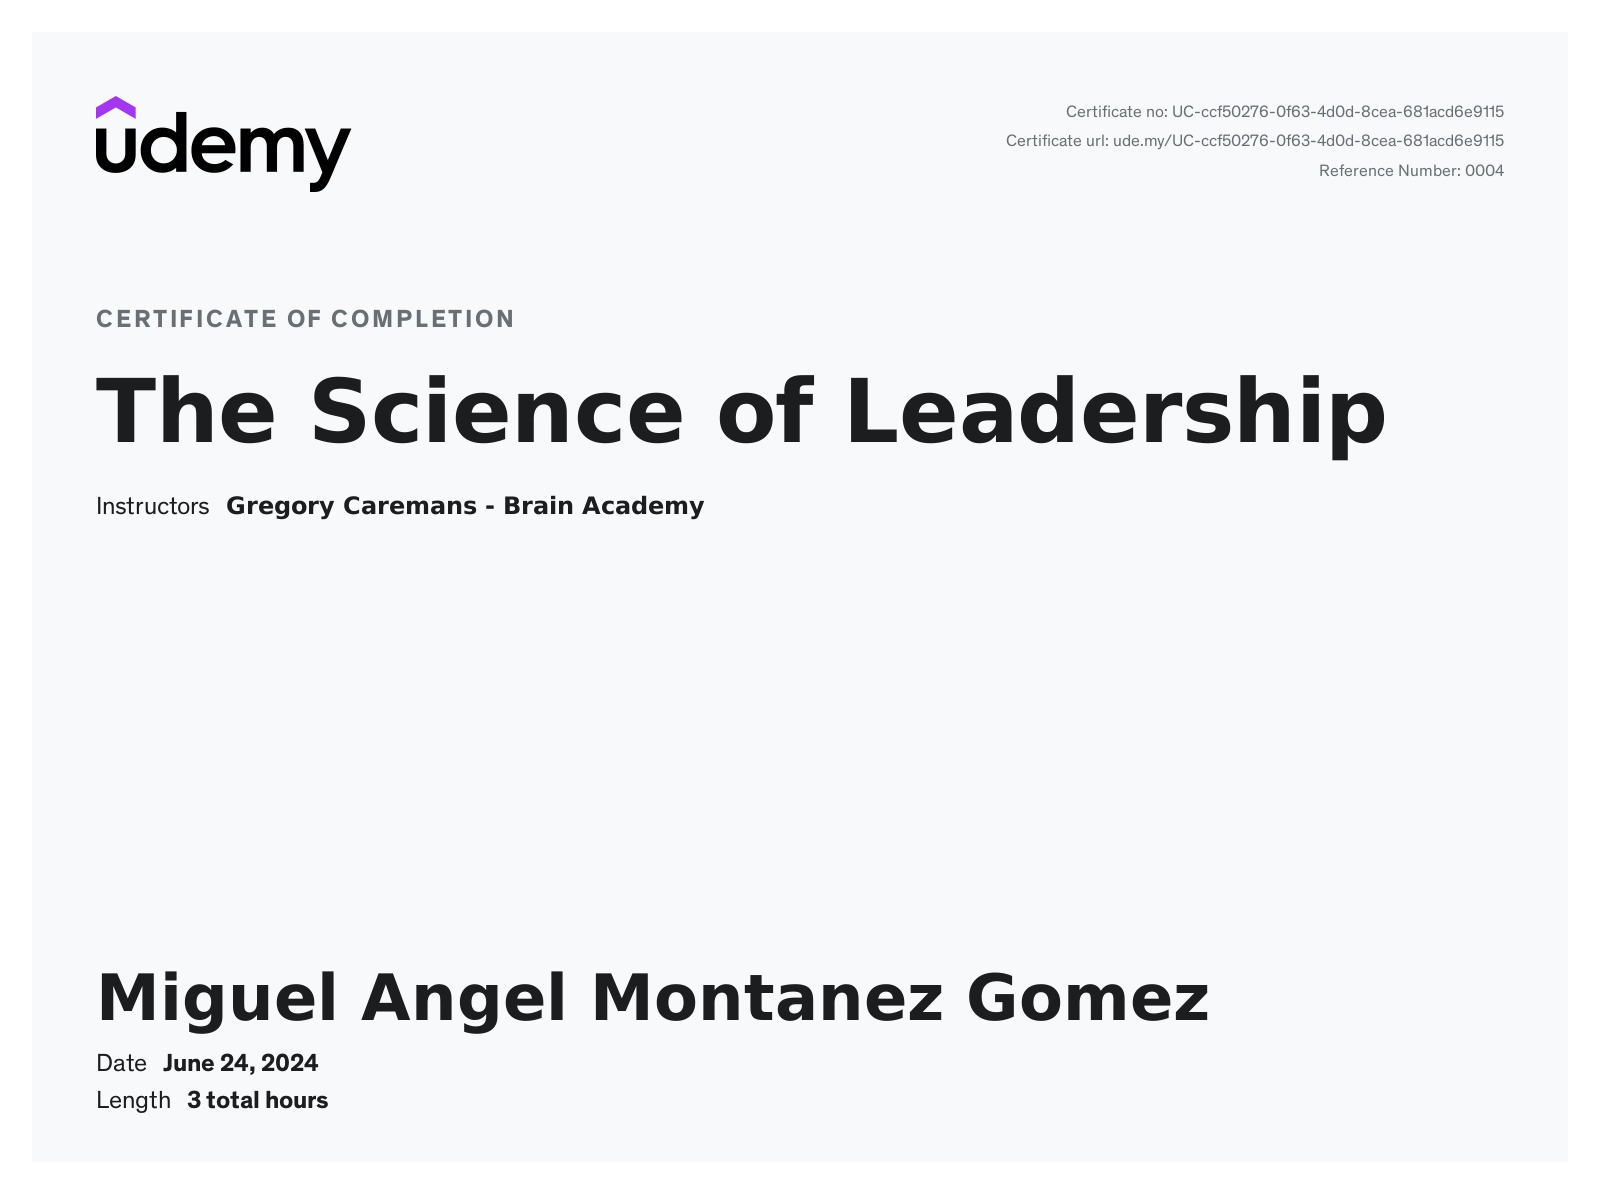 udemy
Certificate no: UC-ccf50276-0f63-4d0d-8cea-681acd6e9115
Certificate url: ude.my/UC-ccf50276-0f63-4d0d-8cea-681acd6e9115
Reference Number: 0004
CERTIFICATE OF COMPLETION
The Science of Leadership
Instructors Gregory Caremans - Brain Academy
Miguel Angel Montanez Gomez
Date June 24, 2024
Length 3 total hours